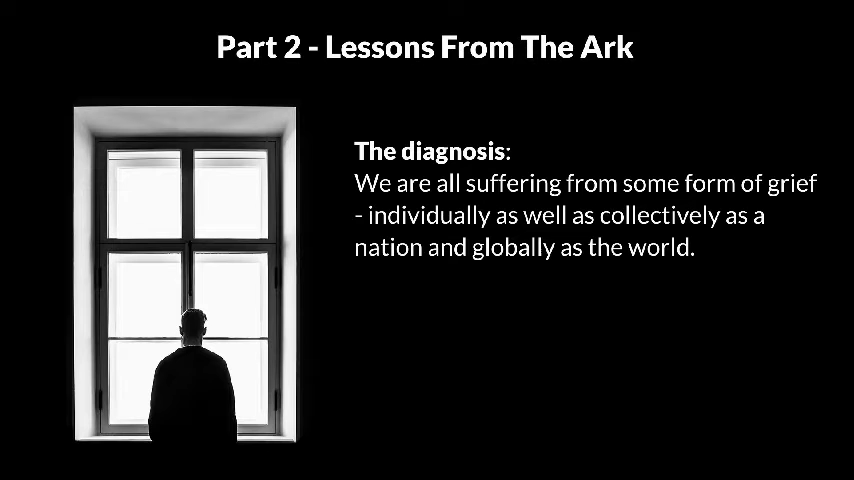 Part 2 - Lessons From The Ark
The diagnosis:
We are all suffering from some form of grief
- individually as well as collectively as a
nation and globally as the world.